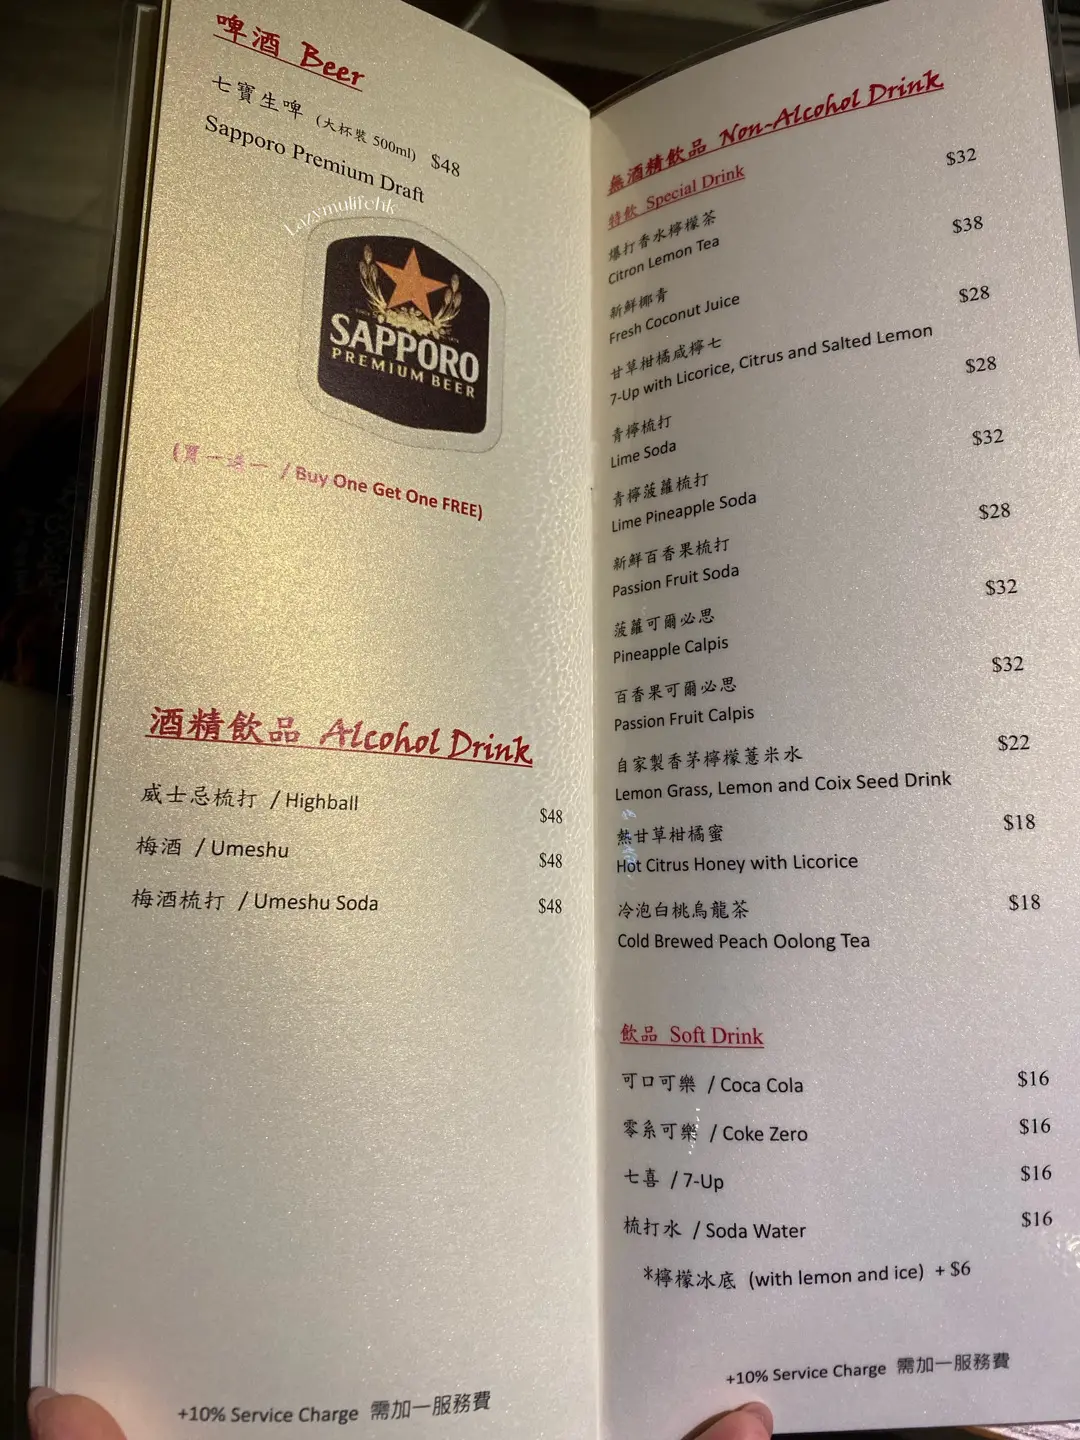 啤酒 Beer
七寶生啤 (大杯裝 500ml) $48
Sapporo Premium Draft
Lazymulifehk
SAPPORO
PREMIUM BEER
(買一送一 / Buy One Get One FREE)
酒精飲品 Alcohol Drink
威士忌梳打 / Highball $48
梅酒 / Umeshu $48
梅酒梳打 / Umeshu Soda $48
+10% Service Charge 需加一服務費
無酒精飲品 Non-Alcohol Drink
特飲 Special Drink
爆打香水檸檬茶 $32
Citron Lemon Tea
新鮮椰青 $38
Fresh Coconut Juice
甘草柑橘咸檸七 $28
7-Up with Licorice, Citrus and Salted Lemon
青檸梳打 $28
Lime Soda
青檸菠蘿梳打 $32
Lime Pineapple Soda
新鮮百香果梳打 $28
Passion Fruit Soda
菠蘿可爾必思 $32
Pineapple Calpis
百香果可爾必思 $32
Passion Fruit Calpis
自家製香茅檸檬薏米水 $22
Lemon Grass, Lemon and Coix Seed Drink
熱甘草柑橘蜜 $18
Hot Citrus Honey with Licorice
冷泡白桃烏龍茶 $18
Cold Brewed Peach Oolong Tea
飲品 Soft Drink
可口可樂 / Coca Cola $16
零系可樂 / Coke Zero $16
七喜 / 7-Up $16
梳打水 / Soda Water $16
*檸檬冰底 (with lemon and ice) + $6
+10% Service Charge 需加一服務費